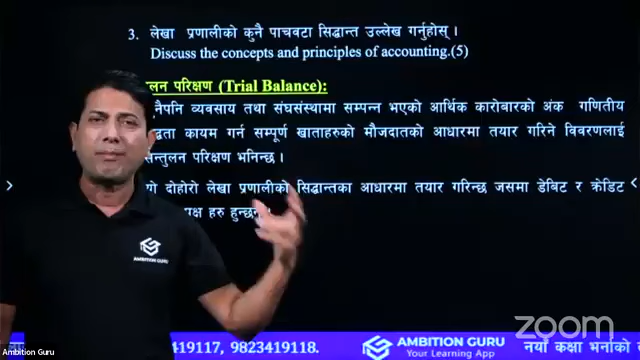 3. लेखा प्रणालीको कुनै पाचवटा सिद्धान्त उल्लेख गर्नुहोस् ।
Discuss the concepts and principles of accounting.(5)
लन परिक्षण (Trial Balance):
नैपनि व्यवसाय तथा संघसंस्थामा सम्पन्न भएको आर्थिक कारोबारको अंक गणितीय
द्धता कायम गर्न सम्पूर्ण खाताहरुको मौजदातको आधारमा तयार गरिने विवरणलाई
सन्तुलन परिक्षण भनिन्छ ।
यो दोहोरो लेखा प्रणालीको सिद्धान्तका आधारमा तयार गरिन्छ जसमा डेबिट र क्रेडिट
पक्ष हरु हुन्छन्
AMBITION GURU
zoom
Ambition Guru
419117, 9823419118.
AMBITION GURU
Your Learning App
नयाँ कक्षा भर्नाको